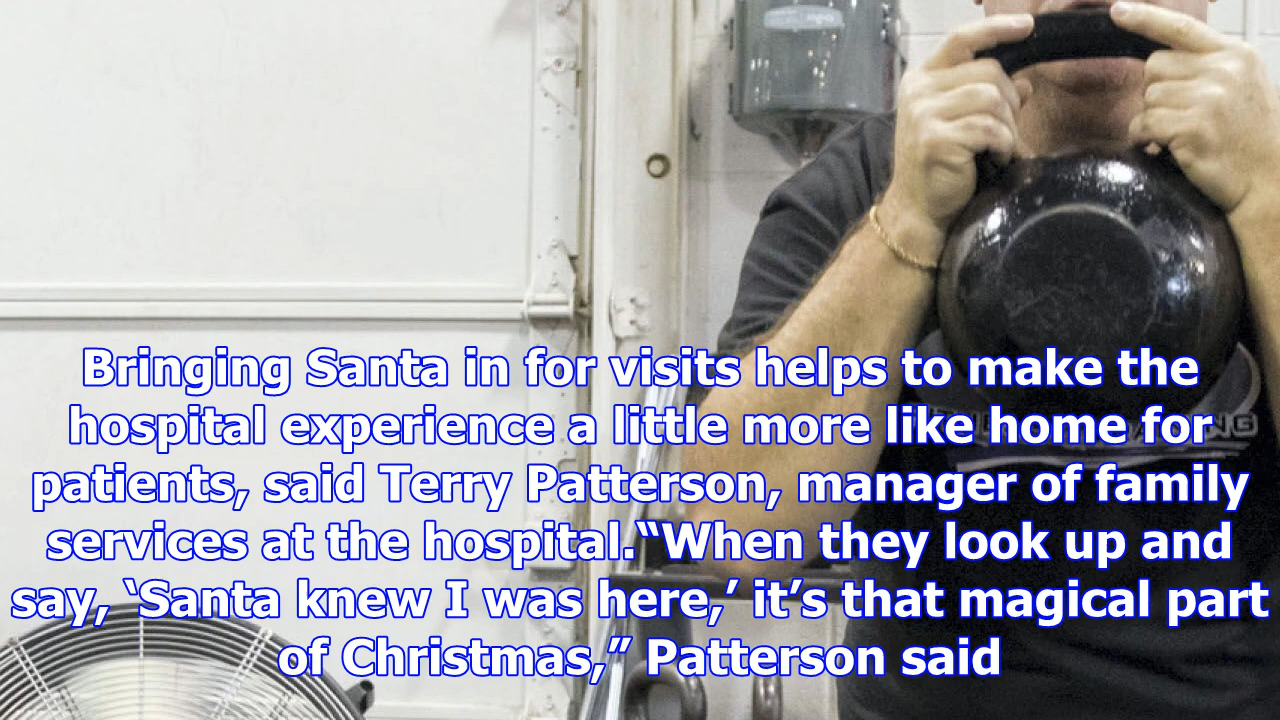 Bringing Santa in for visits helps to make the
hospital experience a little more like home for
patients, said Terry Patterson, manager of family
services at the hospital.“When they look up and
say, ‘Santa knew I was here,’ it’s that magical part
of Christmas,” Patterson said